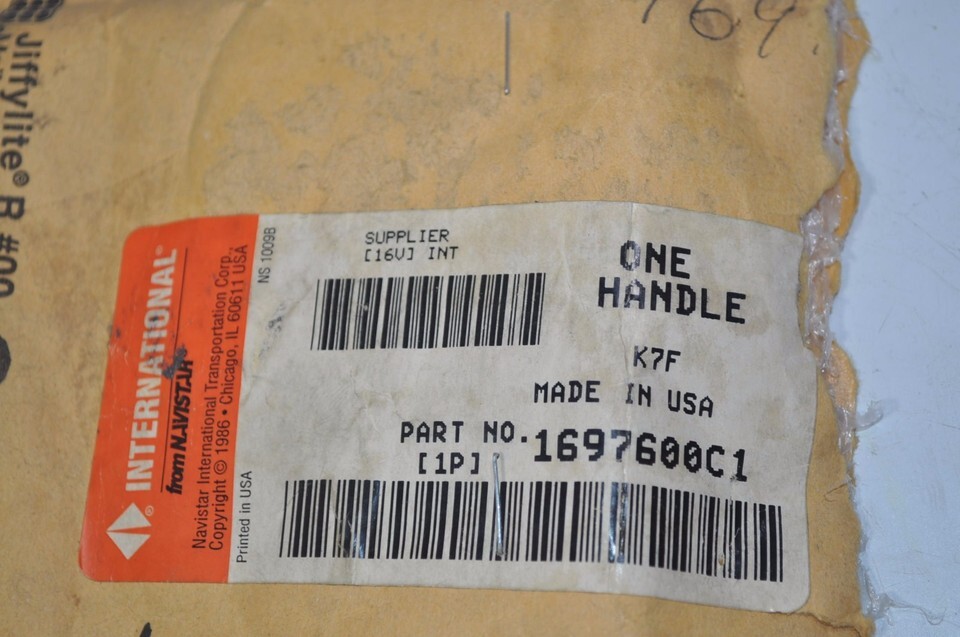 769.
Jiffylite® R #00
SUPPLIER
[16V] INT
ONE
HANDLE
K7F
MADE IN USA
PART NO. 1697600C1
[1P]
INTERNATIONAL®
from NAVISTAR®
Navistar International Transportation Corp.
Copyright © 1986 • Chicago, IL 60611 USA
Printed in USA
NS 1009B